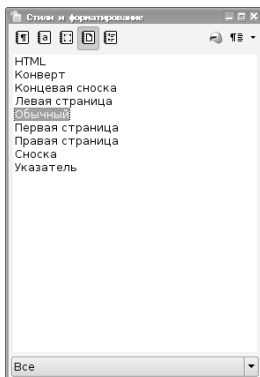 Стили и форматирование
HTML
Конверт
Концевая сноска
Левая страница
Обычный
Первая страница
Правая страница
Сноска
Указатель
Все